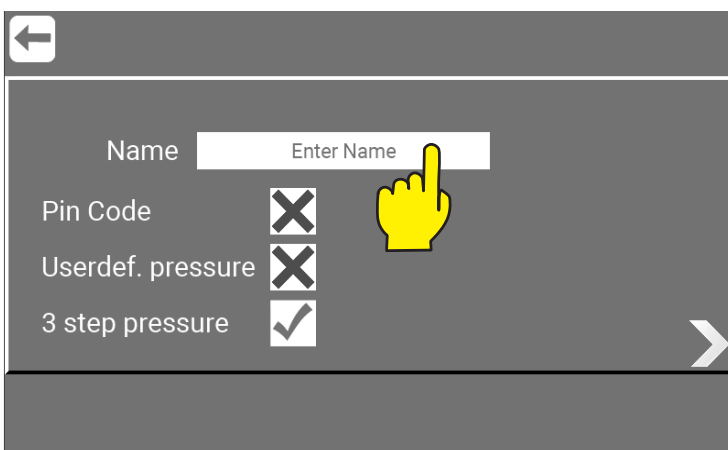 Name Enter Name
Pin Code
Userdef. pressure
3 step pressure